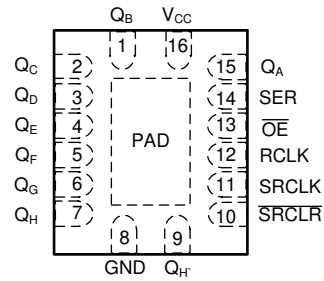 QB VCC
1 16
QC 2 15 QA
QD 3 14 SER
QE 4 13 OE
QF 5 PAD 12 RCLK
QG 6 11 SRCLK
QH 7 10 SRCLR
8 9
GND QH`